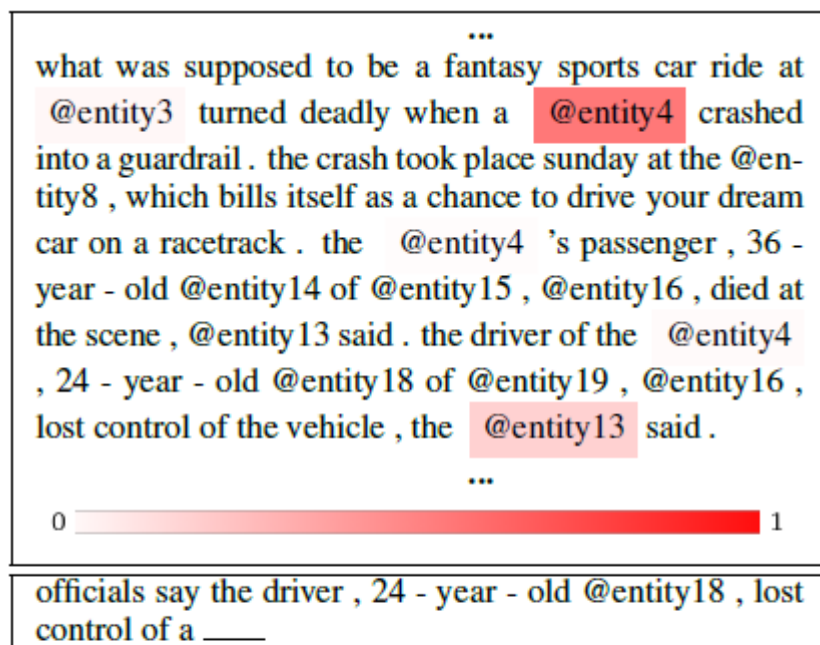 ...
what was supposed to be a fantasy sports car ride at
@entity3 turned deadly when a @entity4 crashed
into a guardrail . the crash took place sunday at the @en-
tity8 , which bills itself as a chance to drive your dream
car on a racetrack . the @entity4 's passenger , 36 -
year - old @entity14 of @entity15 , @entity16 , died at
the scene , @entity13 said . the driver of the @entity4
, 24 - year - old @entity18 of @entity19 , @entity16 ,
lost control of the vehicle , the @entity13 said .
...
0 1
officials say the driver , 24 - year - old @entity18 , lost
control of a ____